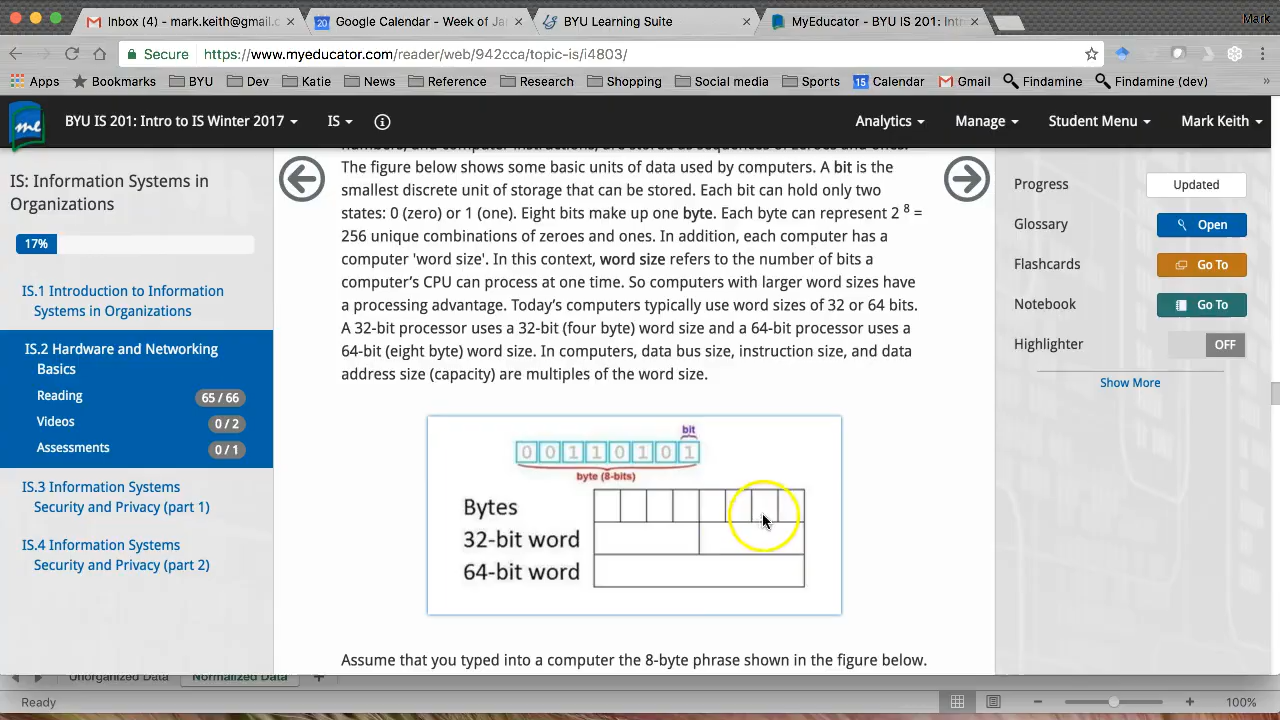 Inbox (4) - mark.keith@gmail.c
Google Calendar - Week of Ja
BYU Learning Suite
MyEducator - BYU IS 201: Int
Mark
Secure https://www.myeducator.com/reader/web/942cca/topic-is/i4803/
Apps Bookmarks BYU Dev Katie News Reference Research Shopping Social media Sports 15 Calendar Gmail Findamine Findamine (dev)
me BYU IS 201: Intro to IS Winter 2017 IS Analytics Manage Student Menu Mark Keith
IS: Information Systems in
Organizations
17%
IS.1 Introduction to Information
Systems in Organizations
IS.2 Hardware and Networking
Basics
Reading 65 / 66
Videos 0 / 2
Assessments 0 / 1
IS.3 Information Systems
Security and Privacy (part 1)
IS.4 Information Systems
Security and Privacy (part 2)
numbers, and computer instructions, are stored as sequences of zeroes and ones.
The figure below shows some basic units of data used by computers. A bit is the
smallest discrete unit of storage that can be stored. Each bit can hold only two
states: 0 (zero) or 1 (one). Eight bits make up one byte. Each byte can represent 2 8 =
256 unique combinations of zeroes and ones. In addition, each computer has a
computer 'word size'. In this context, word size refers to the number of bits a
computer's CPU can process at one time. So computers with larger word sizes have
a processing advantage. Today's computers typically use word sizes of 32 or 64 bits.
A 32-bit processor uses a 32-bit (four byte) word size and a 64-bit processor uses a
64-bit (eight byte) word size. In computers, data bus size, instruction size, and data
address size (capacity) are multiples of the word size.
bit
0 0 1 1 0 1 0 1
byte (8-bits)
Bytes
32-bit word
64-bit word
Assume that you typed into a computer the 8-byte phrase shown in the figure below.
Progress Updated
Glossary Open
Flashcards Go To
Notebook Go To
Highlighter OFF
Show More
Unorganized Data Normalized Data
Ready 100%